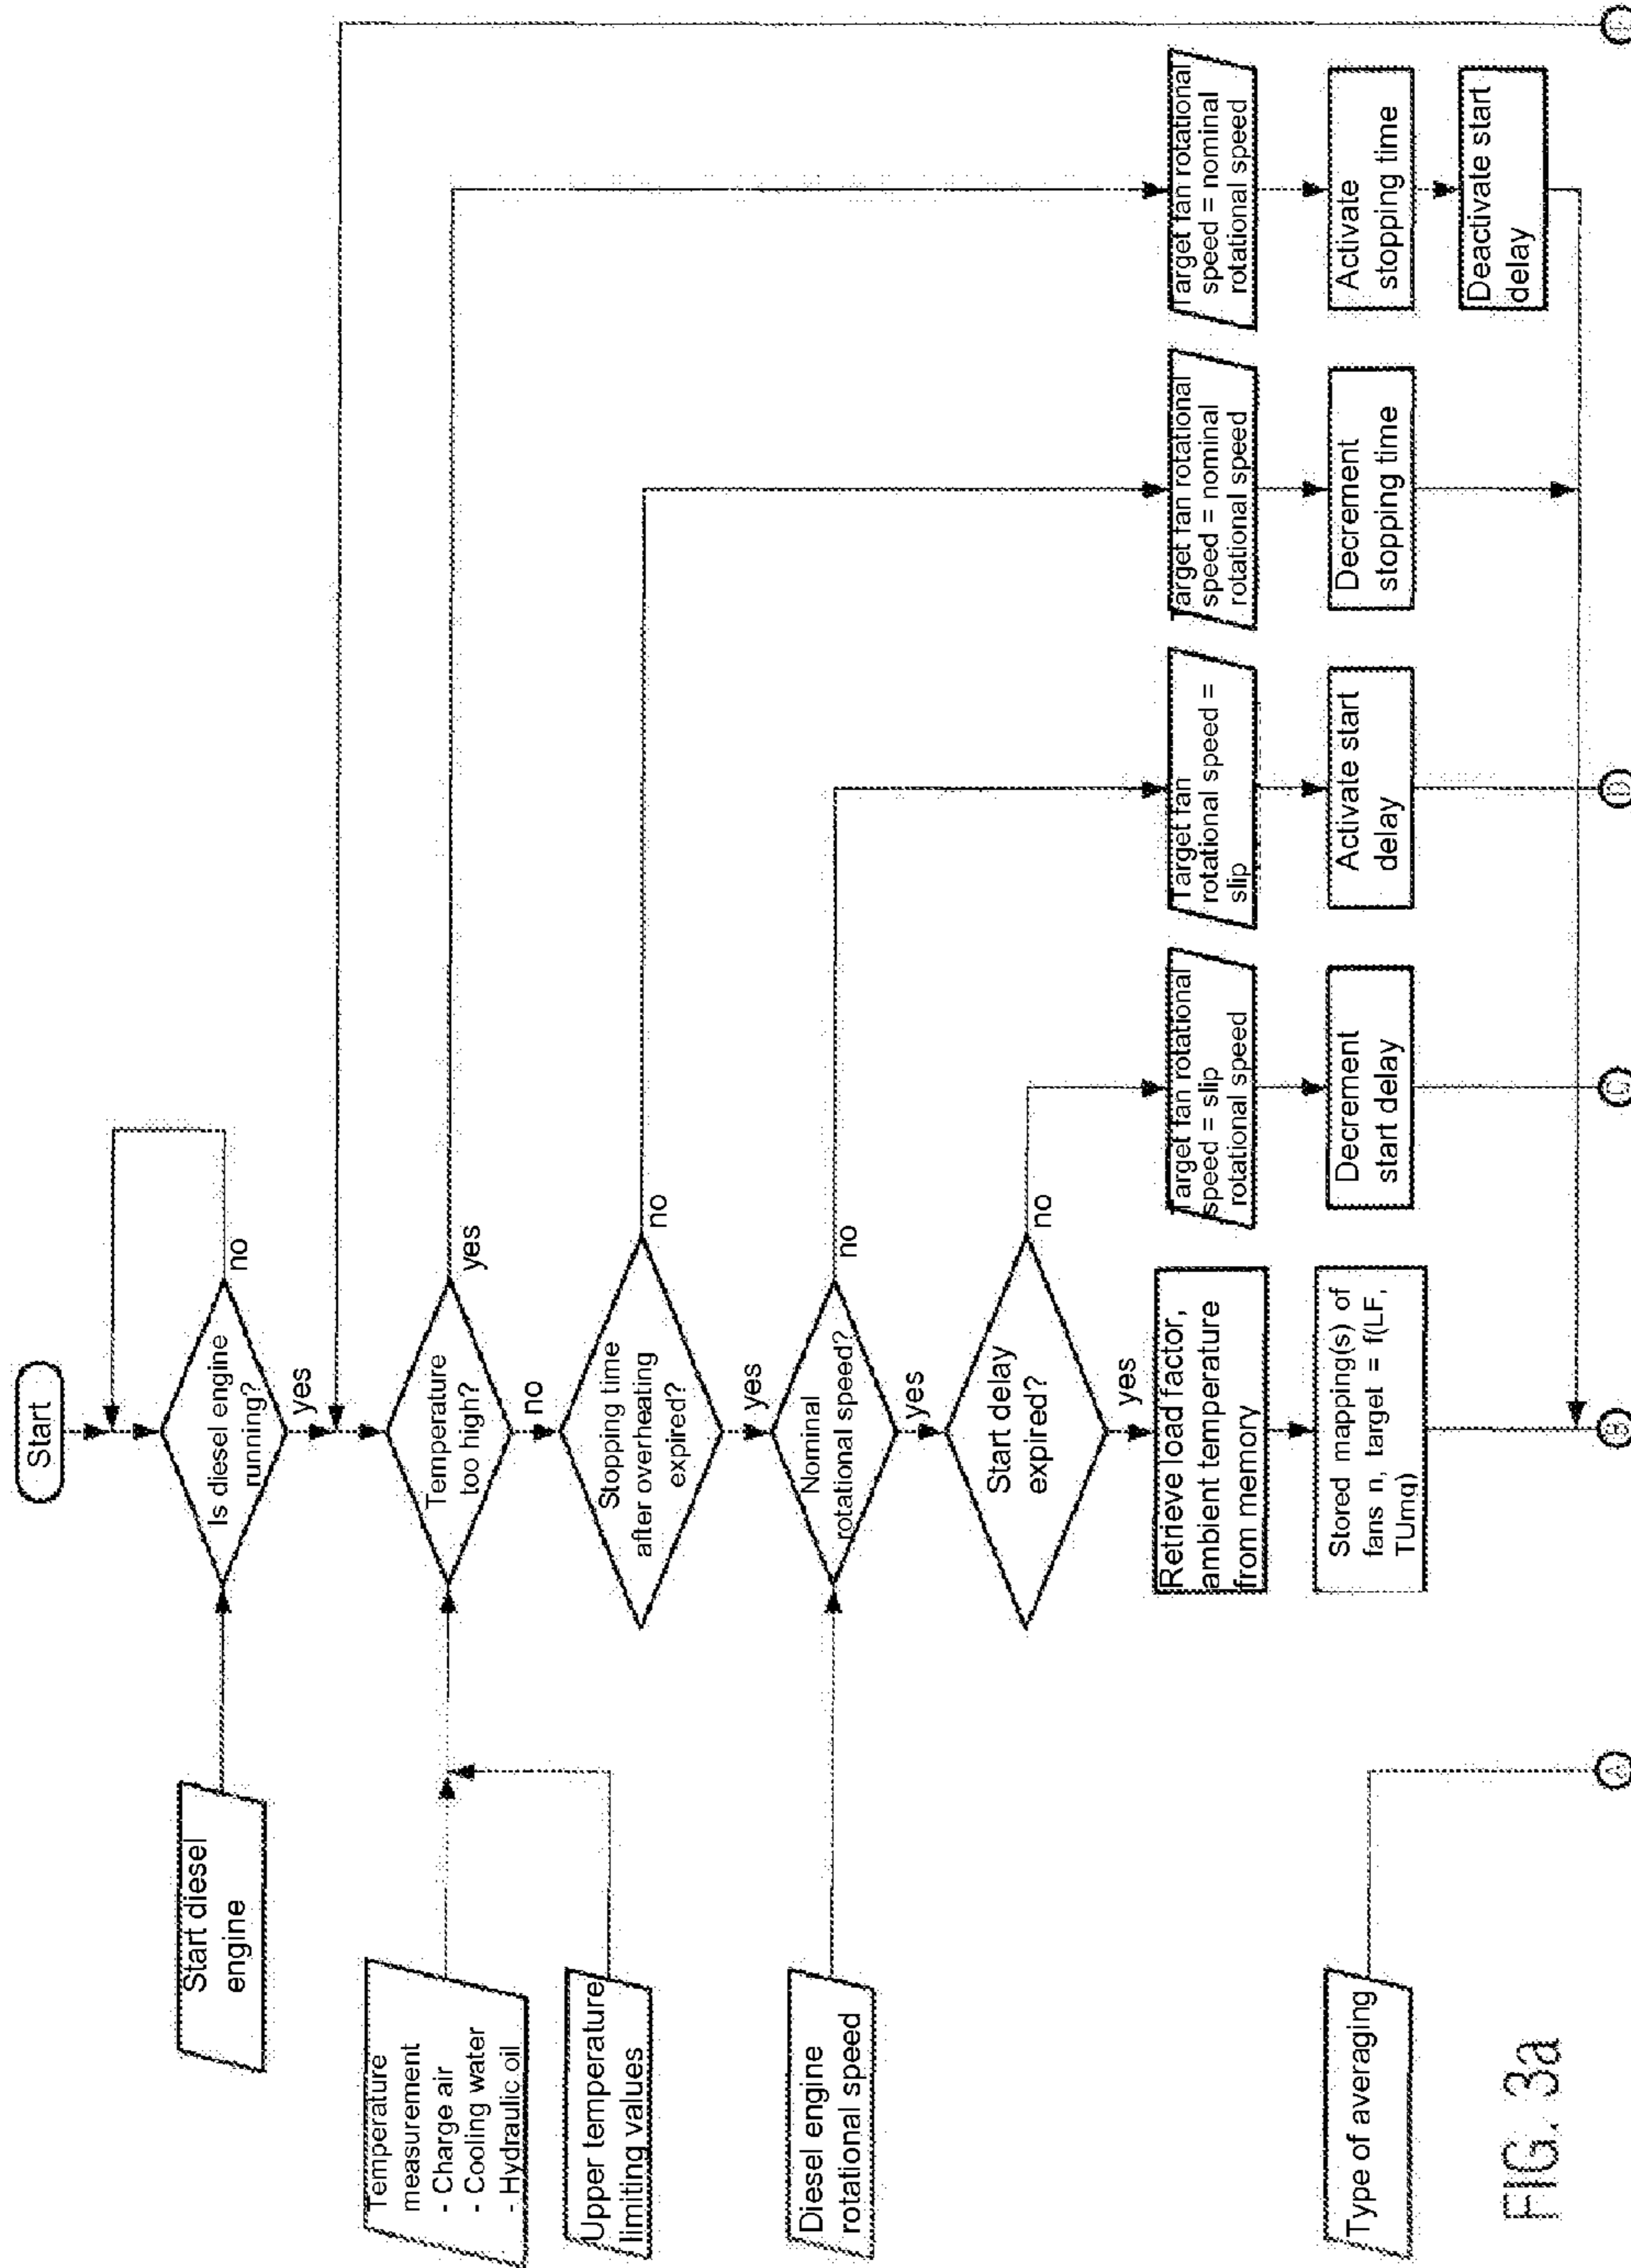 Start
Start diesel
engine
Is diesel engine
running?
no
yes
Temperature
measurement
- Charge air
- Cooling water
- Hydraulic oil
Temperature
too high?
yes
no
Upper temperature
limiting values
Stopping time
after overheating
expired?
no
yes
Diesel engine
rotational speed
Nominal
rotational speed?
no
yes
Start delay
expired?
no
yes
Retrieve load factor,
ambient temperature
from memory
Target fan rotational
speed = slip
rotational speed
Target fan
rotational speed =
slip
Target fan rotational
speed = nominal
rotational speed
Target fan rotational
speed = nominal
rotational speed
Type of averaging
Stored mapping(s) of
fans n, target = f(LF,
TUmq)
Decrement
start delay
Activate start
delay
Decrement
stopping time
Activate
stopping time
Deactivate start
delay
A
B
C
D
FIG. 3a